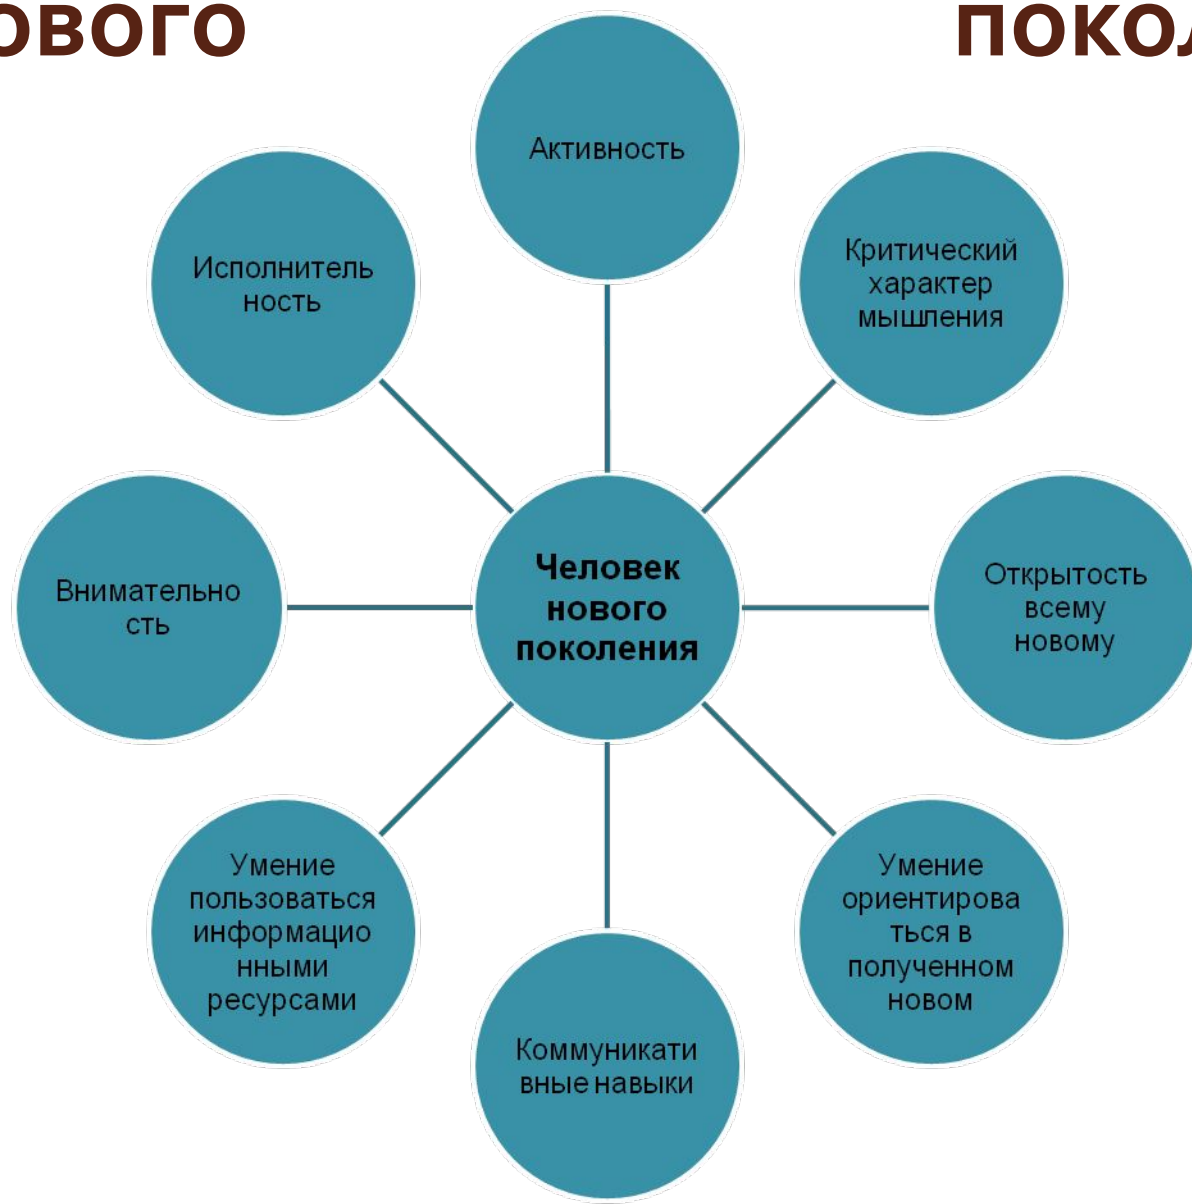 ового покол
Активность
Критический
характер
мышления
Открытость
всему
новому
Умение
ориентирова
ться в
полученном
новом
Коммуникати
вные навыки
Умение
пользоваться
информацио
нными
ресурсами
Внимательно
сть
Исполнитель
ность
Человек
нового
поколения